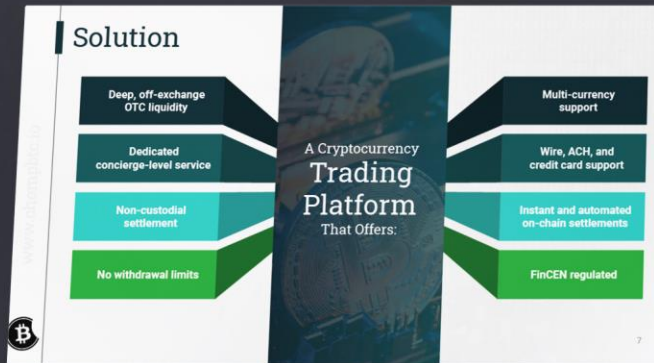 Solution
Deep, off-exchange
OTC liquidity
Dedicated
concierge-level service
Non-custodial
settlement
No withdrawal limits
A Cryptocurrency
Trading
Platform
That Offers:
Multi-currency
support
Wire, ACH, and
credit card support
Instant and automated
on-chain settlements
FinCEN regulated
7